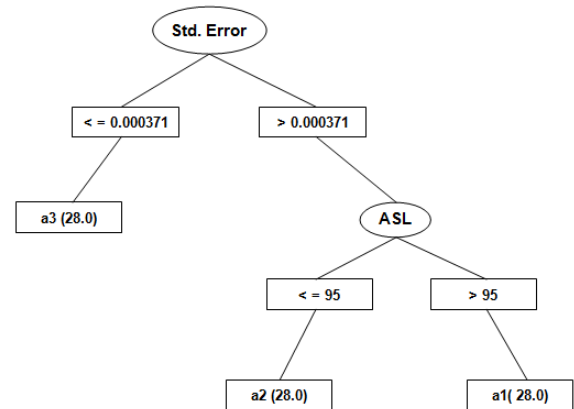 Std. Error
< = 0.000371
> 0.000371
a3 (28.0)
ASL
< = 95
> 95
a2 (28.0)
a1( 28.0)